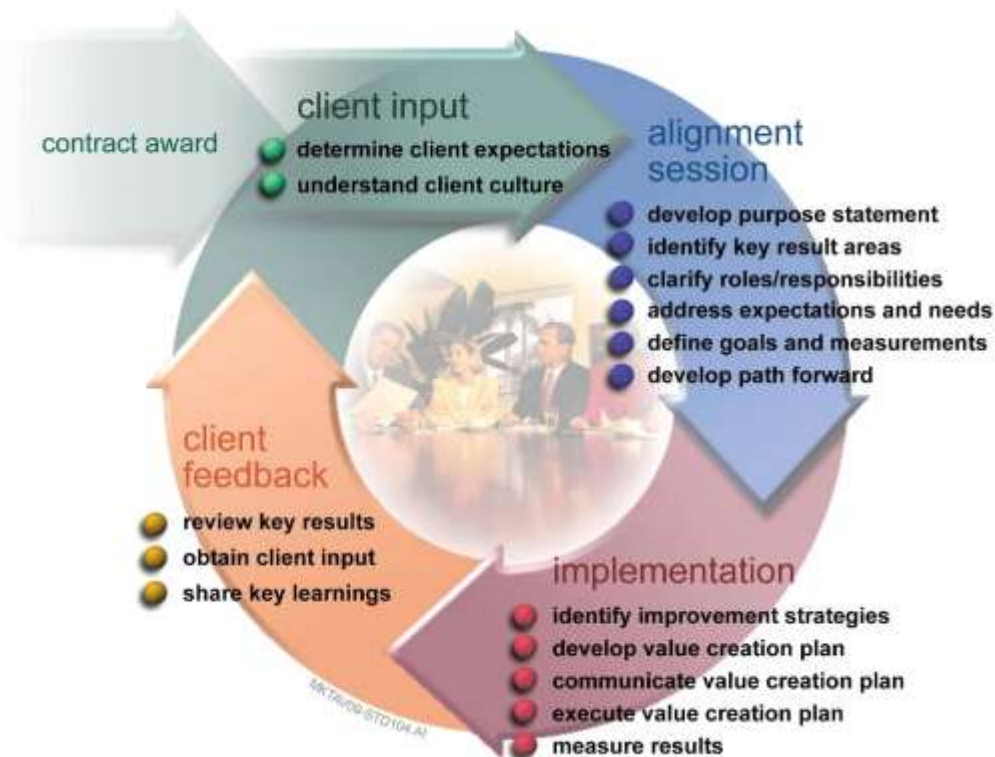 contract award
client input
determine client expectations
understand client culture
alignment
session
develop purpose statement
identify key result areas
clarify roles/responsibilities
address expectations and needs
define goals and measurements
develop path forward
implementation
identify improvement strategies
develop value creation plan
communicate value creation plan
execute value creation plan
measure results
client
feedback
review key results
obtain client input
share key learnings